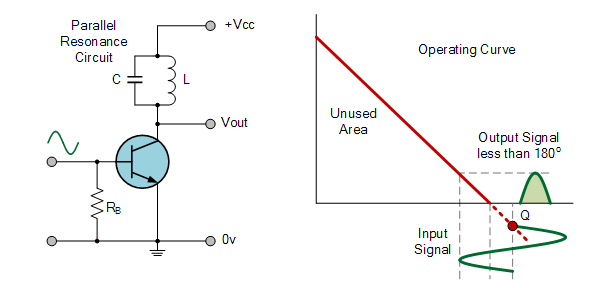 Parallel
Resonance
Circuit
+Vcc
C
L
Vout
RB
0v
Operating Curve
Unused
Area
Output Signal
less than 180°
Q
Input
Signal